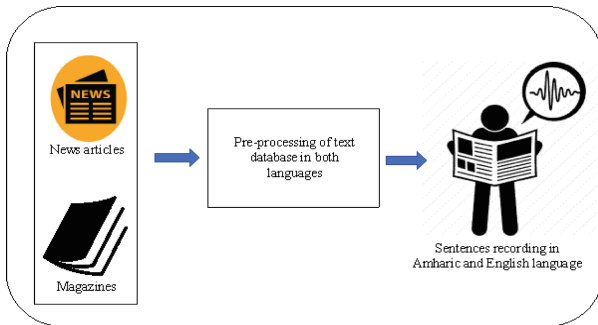 NEWS
News articles
Magazines
Pre-processing of text
database in both
languages
Sentences recording in
Amharic and English language